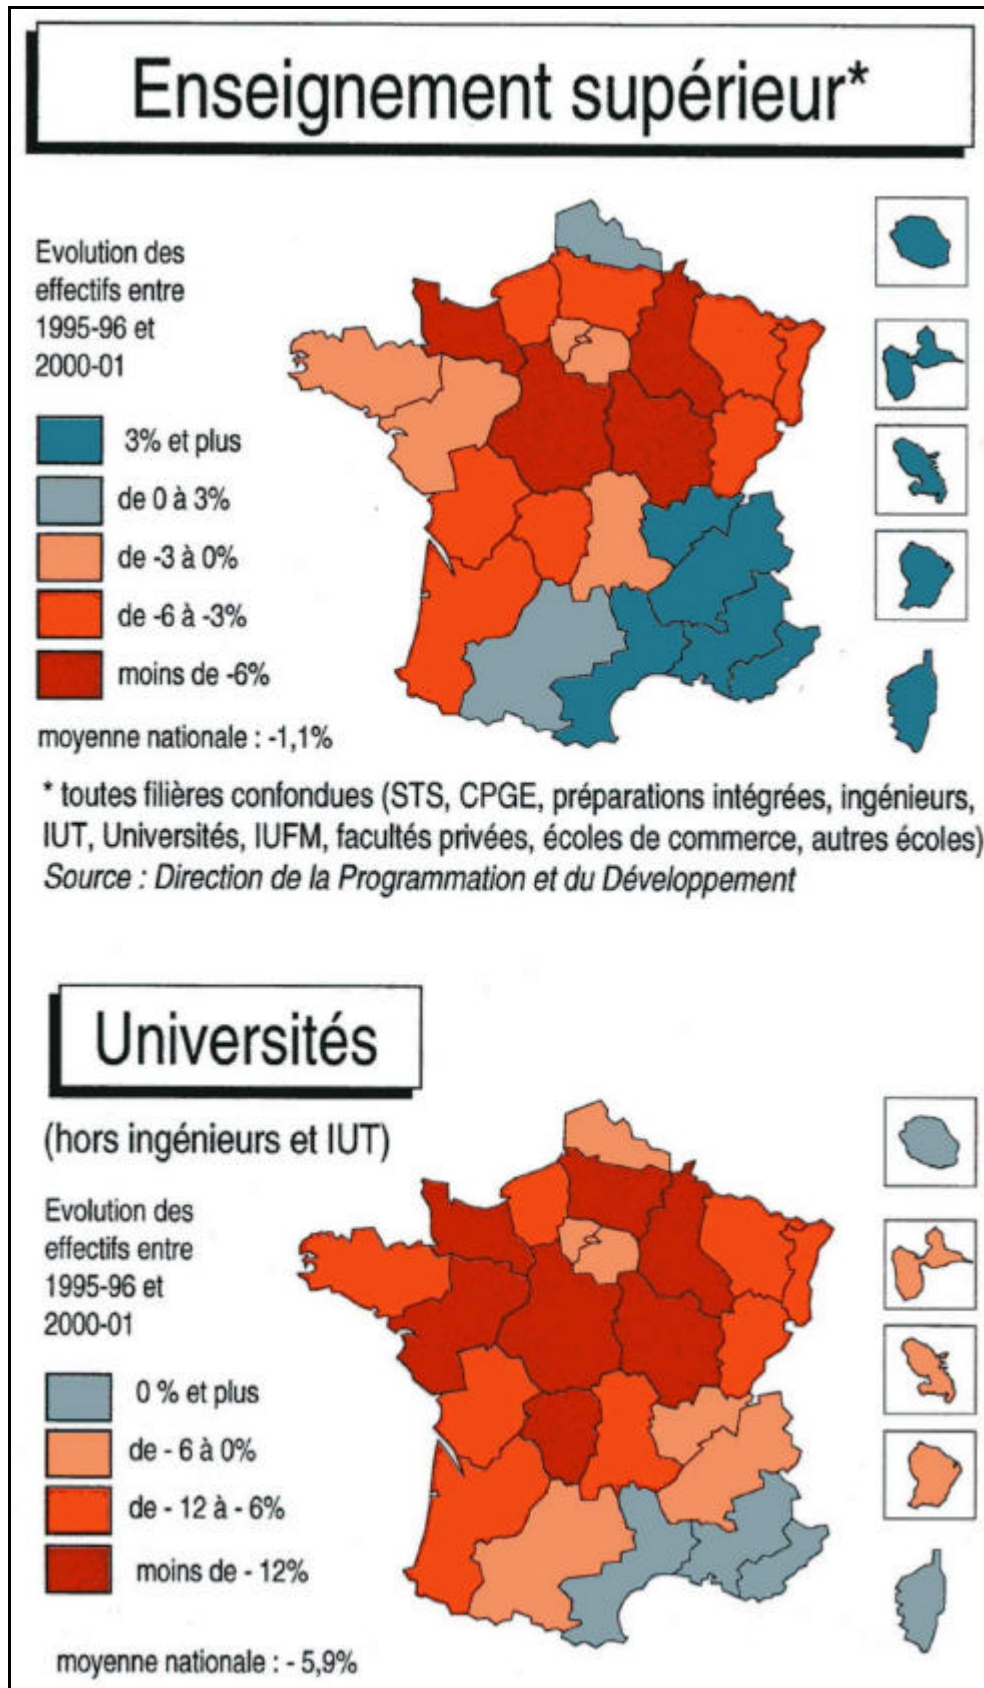 Enseignement supérieur*
Evolution des
effectifs entre
1995-96 et
2000-01
3% et plus
de 0 à 3%
de -3 à 0%
de -6 à -3%
moins de -6%
moyenne nationale : -1,1%
* toutes filières confondues (STS, CPGE, préparations intégrées, ingénieurs,
IUT, Universités, IUFM, facultés privées, écoles de commerce, autres écoles)
Source : Direction de la Programmation et du Développement
Universités
(hors ingénieurs et IUT)
Evolution des
effectifs entre
1995-96 et
2000-01
0 % et plus
de - 6 à 0%
de - 12 à - 6%
moins de - 12%
moyenne nationale : - 5,9%